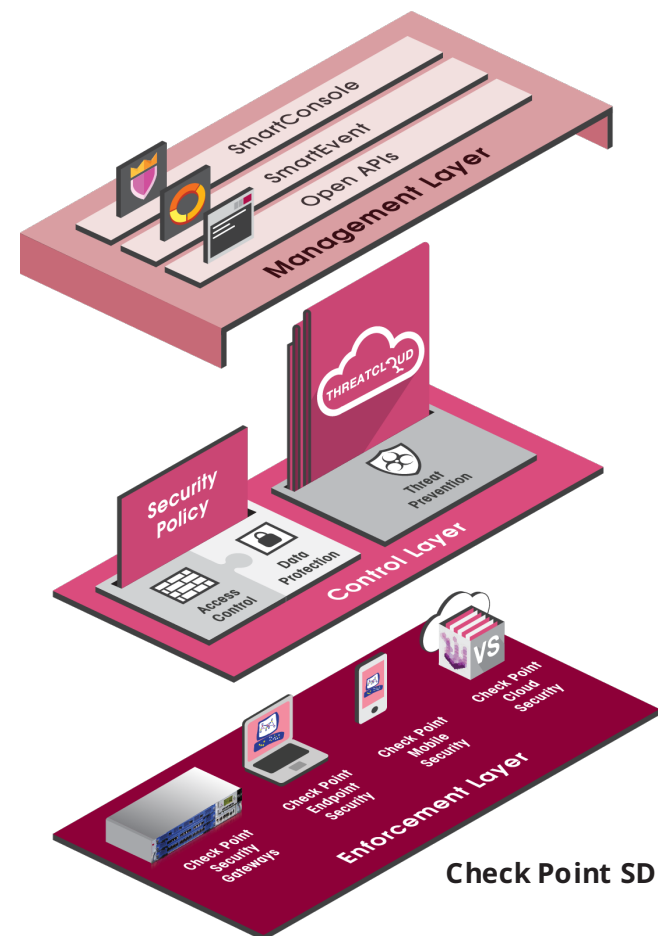 SmartConsole
SmartEvent
Open APIs
Management Layer
THREATCLOUD
Threat
Prevention
Security
Policy
Data
Protection
Access
Control
Control Layer
VS
Check Point
Cloud
Security
Check Point
Mobile
Security
Check Point
Endpoint
Security
Check Point
Security
Gateways
Enforcement Layer
Check Point SD